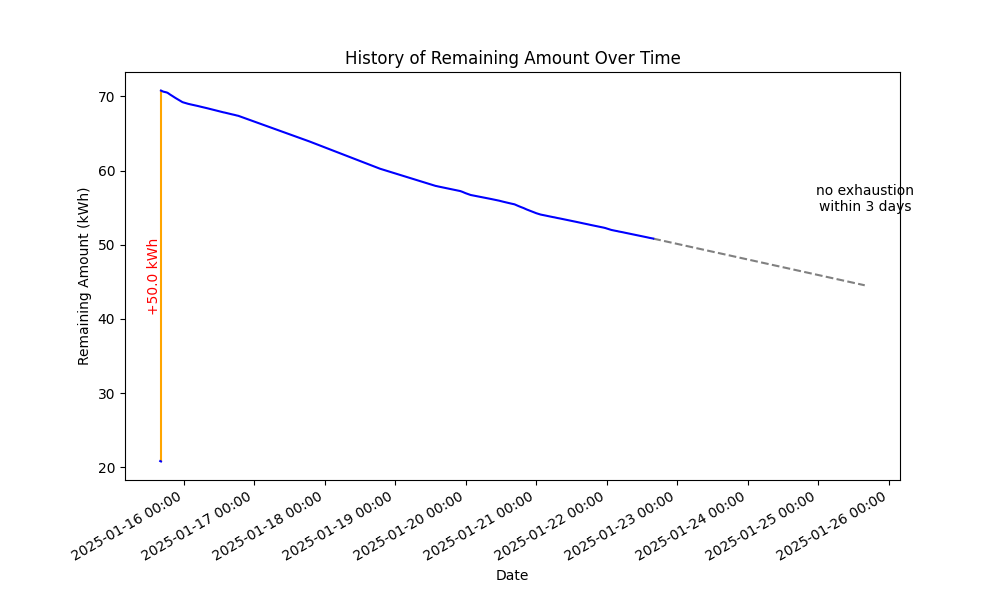 History of Remaining Amount Over Time
70
60
50
40
30
20
Remaining Amount (kWh)
+50.0 kWh
no exhaustion
within 3 days
2025-01-16 00:00
2025-01-17 00:00
2025-01-18 00:00
2025-01-19 00:00
2025-01-20 00:00
2025-01-21 00:00
2025-01-22 00:00
2025-01-23 00:00
2025-01-24 00:00
2025-01-25 00:00
2025-01-26 00:00
Date